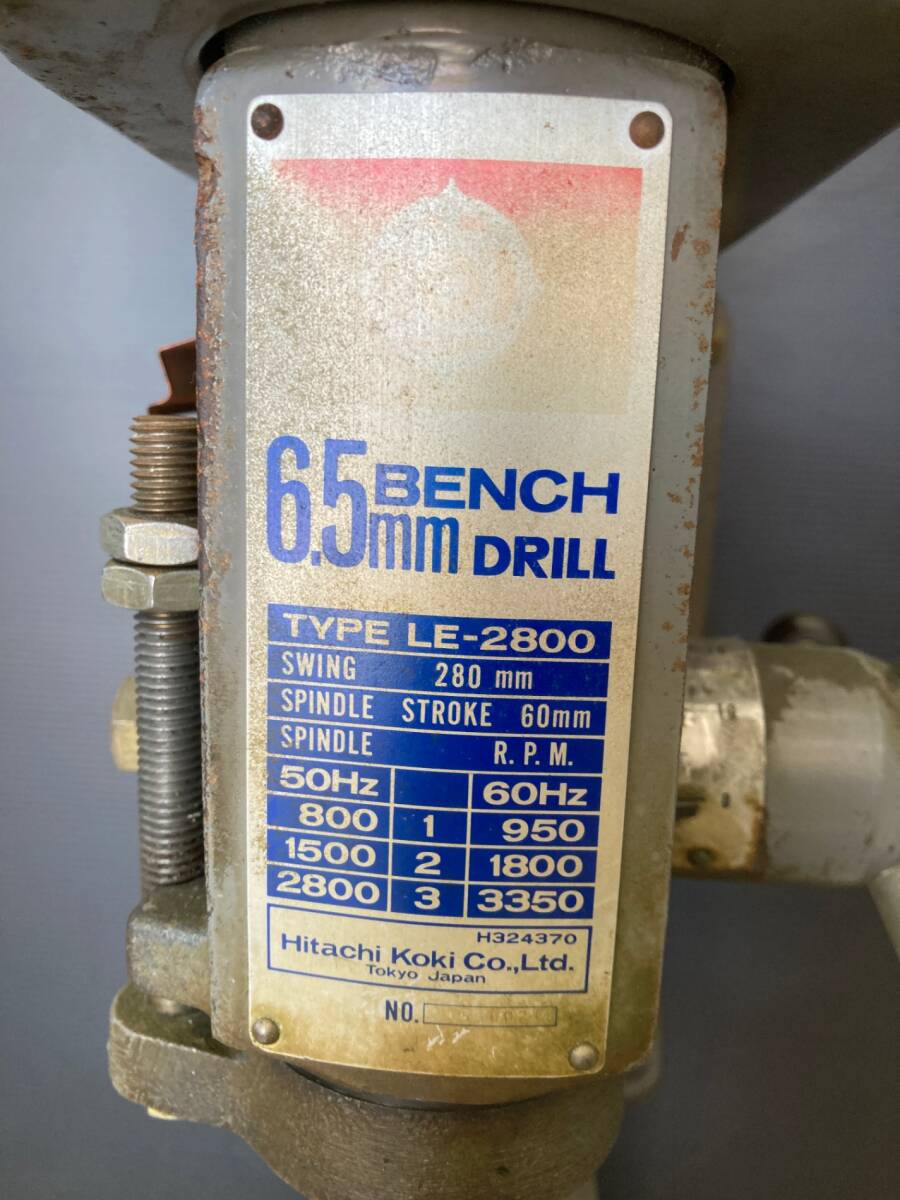 6.5mm BENCH DRILL
TYPE LE-2800
SWING 280 mm
SPINDLE STROKE 60mm
SPINDLE R.P.M.
50Hz 60Hz
800 1 950
1500 2 1800
2800 3 3350
H324370
Hitachi Koki Co.,Ltd.
Tokyo Japan
NO.